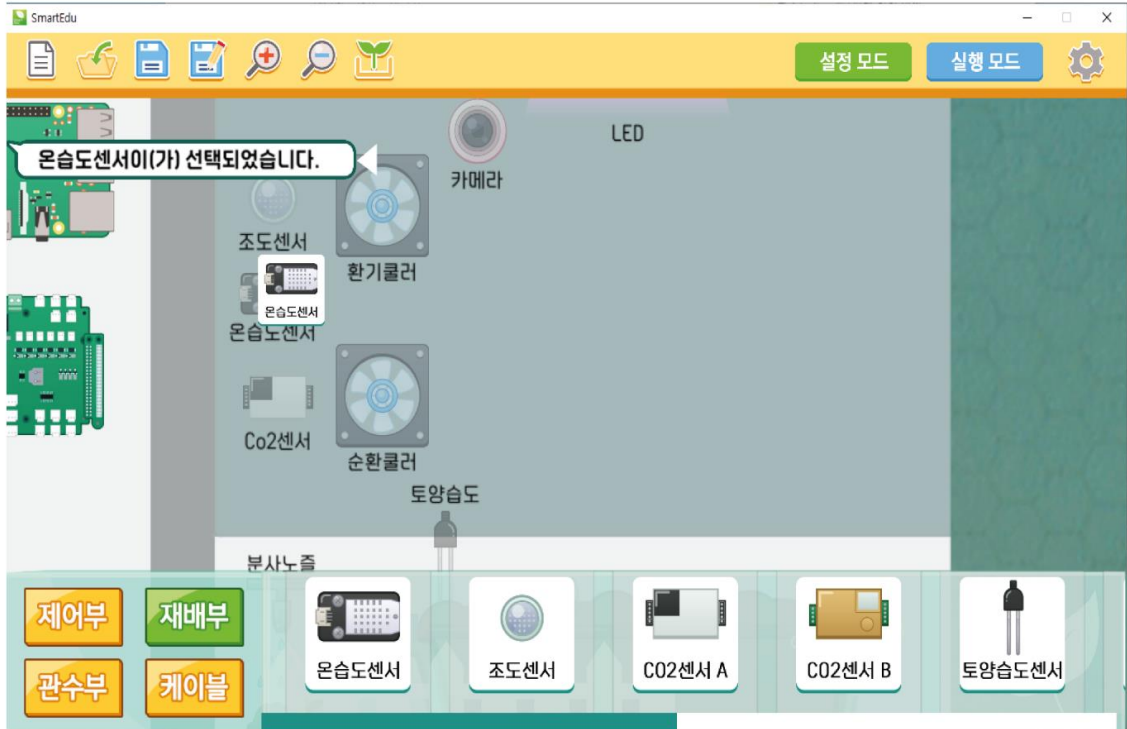 SmartEdu
설정 모드
실행 모드
LED
온습도센서이(가) 선택되었습니다.
카메라
조도센서
환기쿨러
온습도센서
온습도센서
Co2센서
순환쿨러
토양습도
분사노즐
제어부
재배부
관수부
케이블
온습도센서
조도센서
CO2센서 A
CO2센서 B
토양습도센서